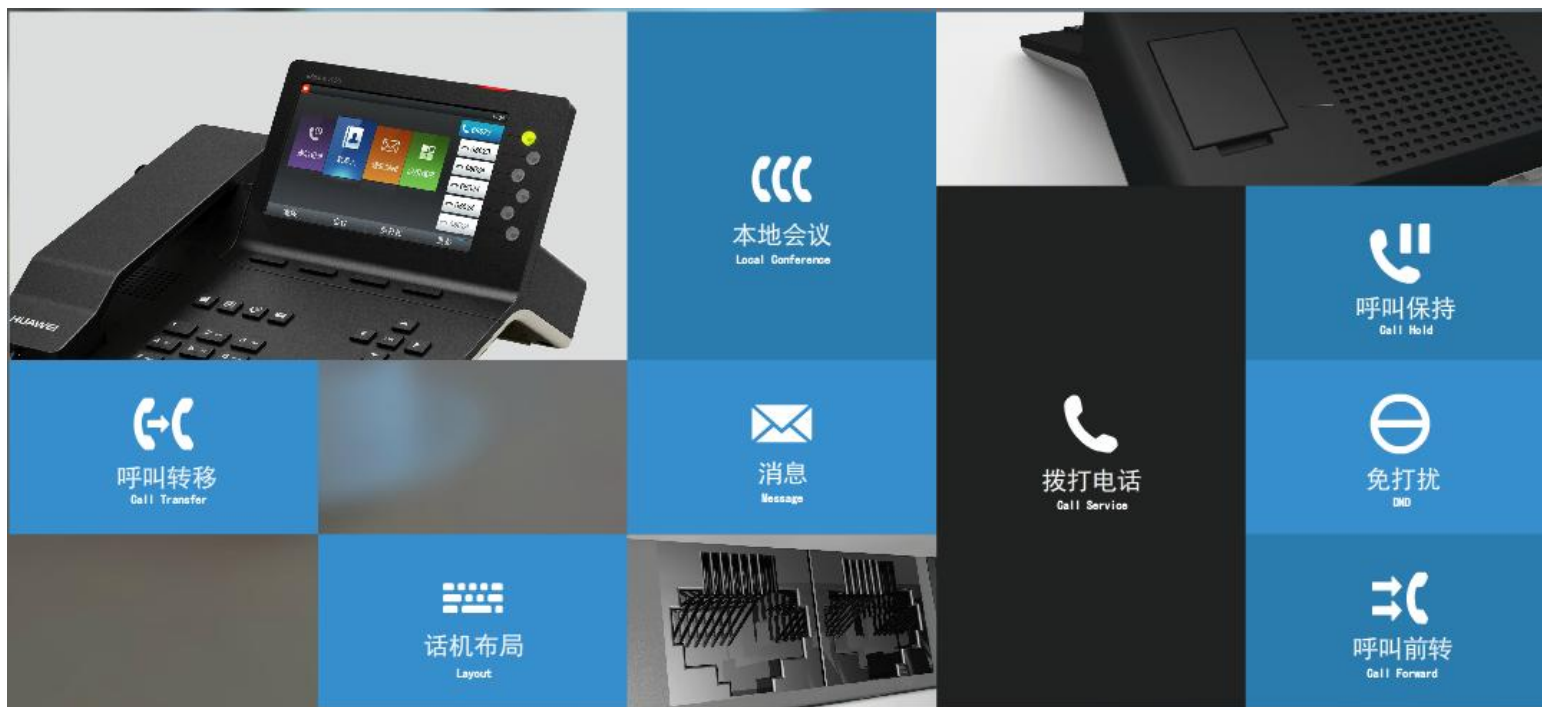 HUAWEI
本地会议
Local Conference
呼叫保持
Call Hold
呼叫转移
Call Transfer
消息
Message
拨打电话
Call Service
免打扰
DND
话机布局
Layout
呼叫前转
Call Forward